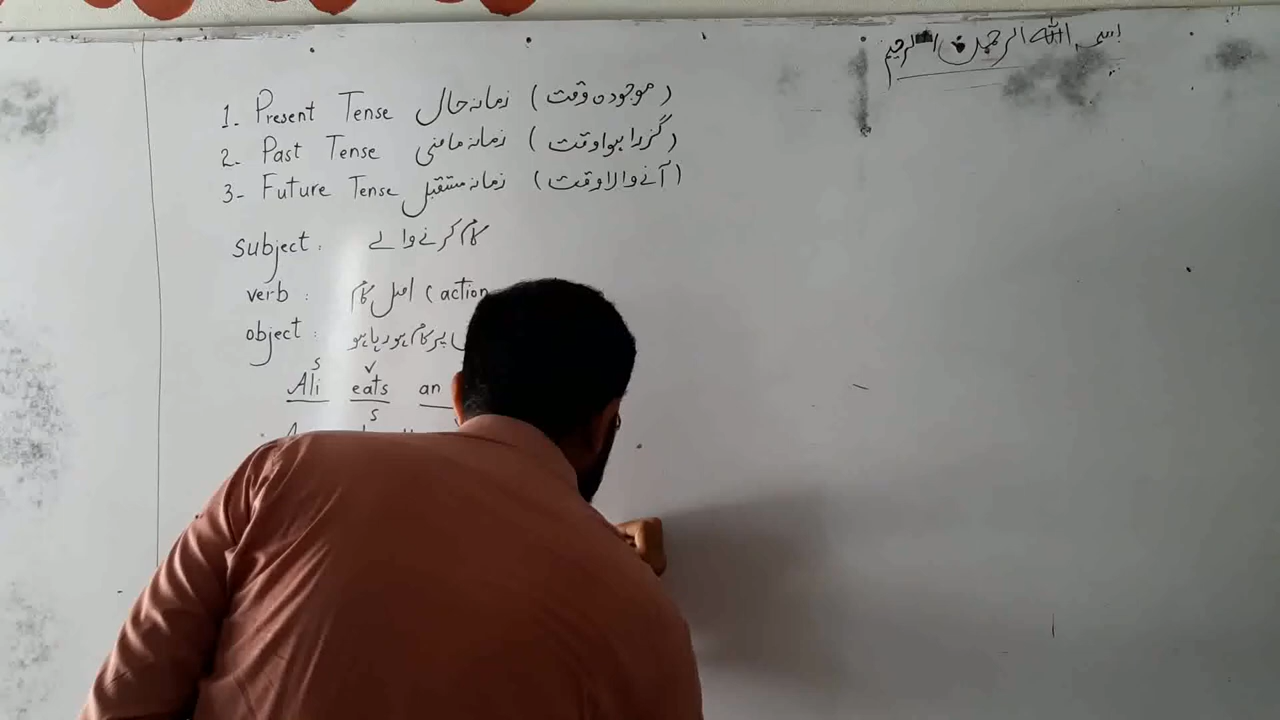 بسم الله الرحمن الرحيم
1- Present Tense زمانہ حال (موجودہ وقت)
2- Past Tense زمانہ ماضی (گزرا ہوا وقت)
3- Future Tense زمانہ مستقبل (آنے والا وقت)
subject: کام کرنے والے
verb: اصل کام (action
object: پر کام ہو رہا ہو
S V
Ali eats an
S